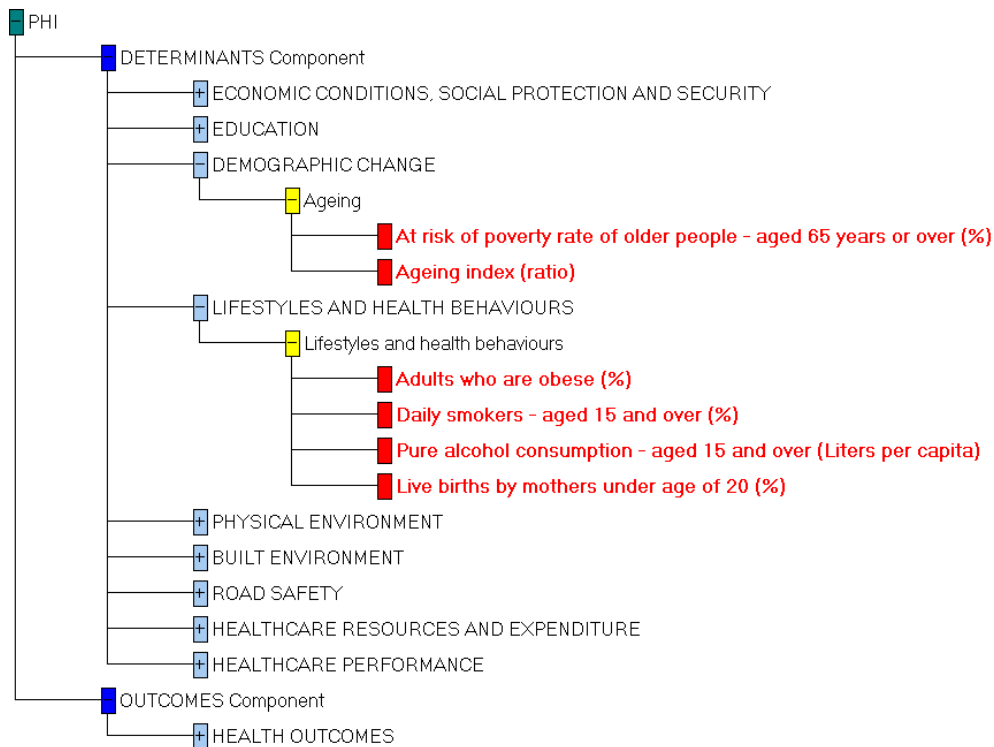 PHI
DETERMINANTS Component
ECONOMIC CONDITIONS, SOCIAL PROTECTION AND SECURITY
EDUCATION
DEMOGRAPHIC CHANGE
Ageing
At risk of poverty rate of older people - aged 65 years or over (%)
Ageing index (ratio)
LIFESTYLES AND HEALTH BEHAVIOURS
Lifestyles and health behaviours
Adults who are obese (%)
Daily smokers - aged 15 and over (%)
Pure alcohol consumption - aged 15 and over (Liters per capita)
Live births by mothers under age of 20 (%)
PHYSICAL ENVIRONMENT
BUILT ENVIRONMENT
ROAD SAFETY
HEALTHCARE RESOURCES AND EXPENDITURE
HEALTHCARE PERFORMANCE
OUTCOMES Component
HEALTH OUTCOMES